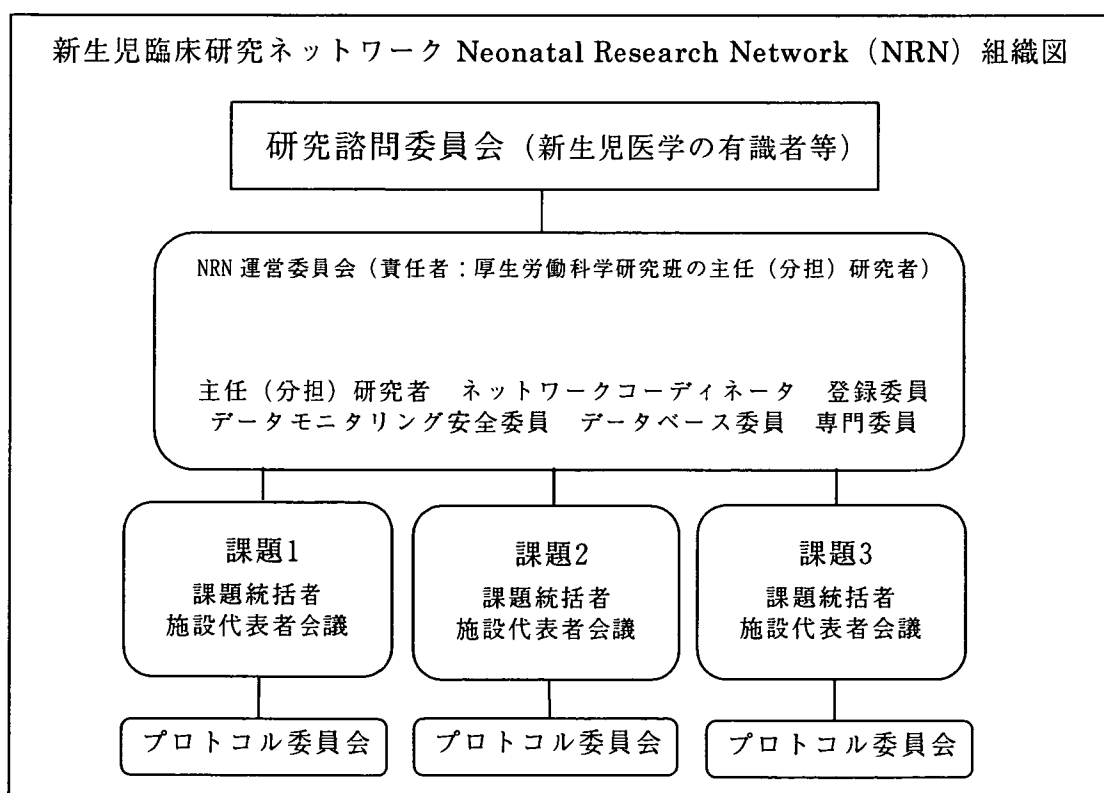 新生児臨床研究ネットワーク Neonatal Research Network（NRN）組織図
研究諮問委員会（新生児医学の有識者等）
NRN 運営委員会（責任者：厚生労働科学研究班の主任（分担）研究者）
主任（分担）研究者　ネットワークコーディネータ　登録委員
データモニタリング安全委員　データベース委員　専門委員
課題1
課題統括者
施設代表者会議
課題2
課題統括者
施設代表者会議
課題3
課題統括者
施設代表者会議
プロトコル委員会
プロトコル委員会
プロトコル委員会